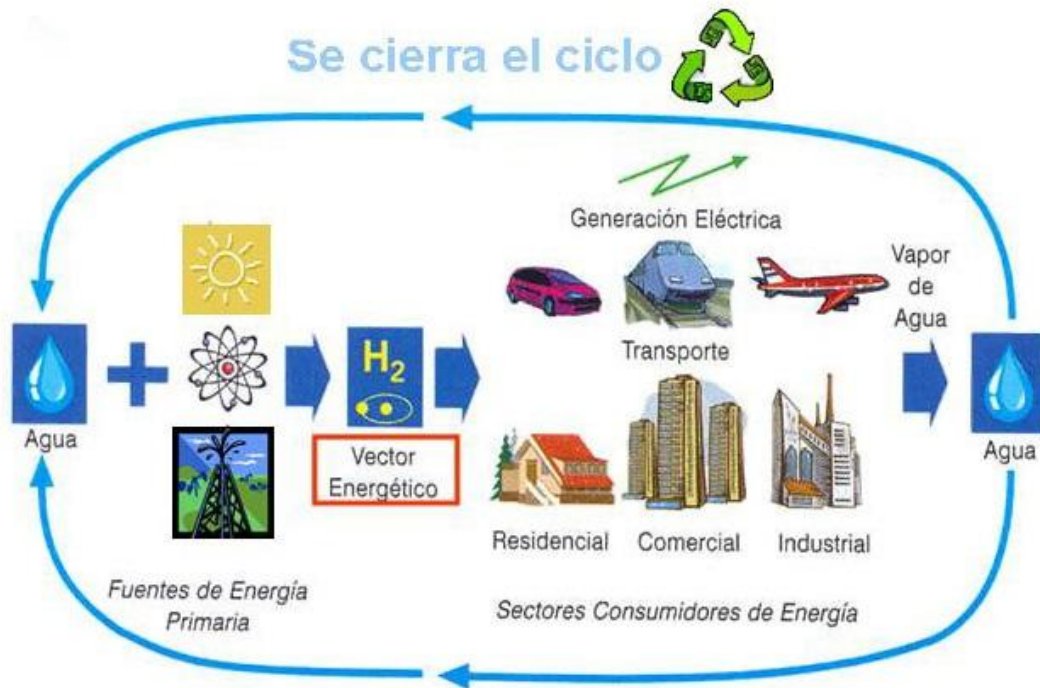 Se cierra el ciclo
Generación Eléctrica
Vapor
de
Agua
Transporte
H2
Agua
Agua
Vector
Energético
Residencial
Comercial
Industrial
Fuentes de Energía
Primaria
Sectores Consumidores de Energía